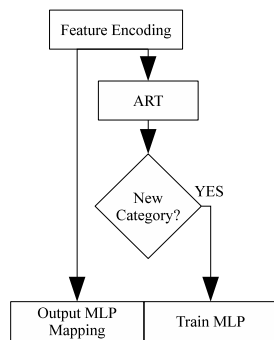 Feature Encoding
ART
New
Category?
YES
Output MLP
Mapping
Train MLP